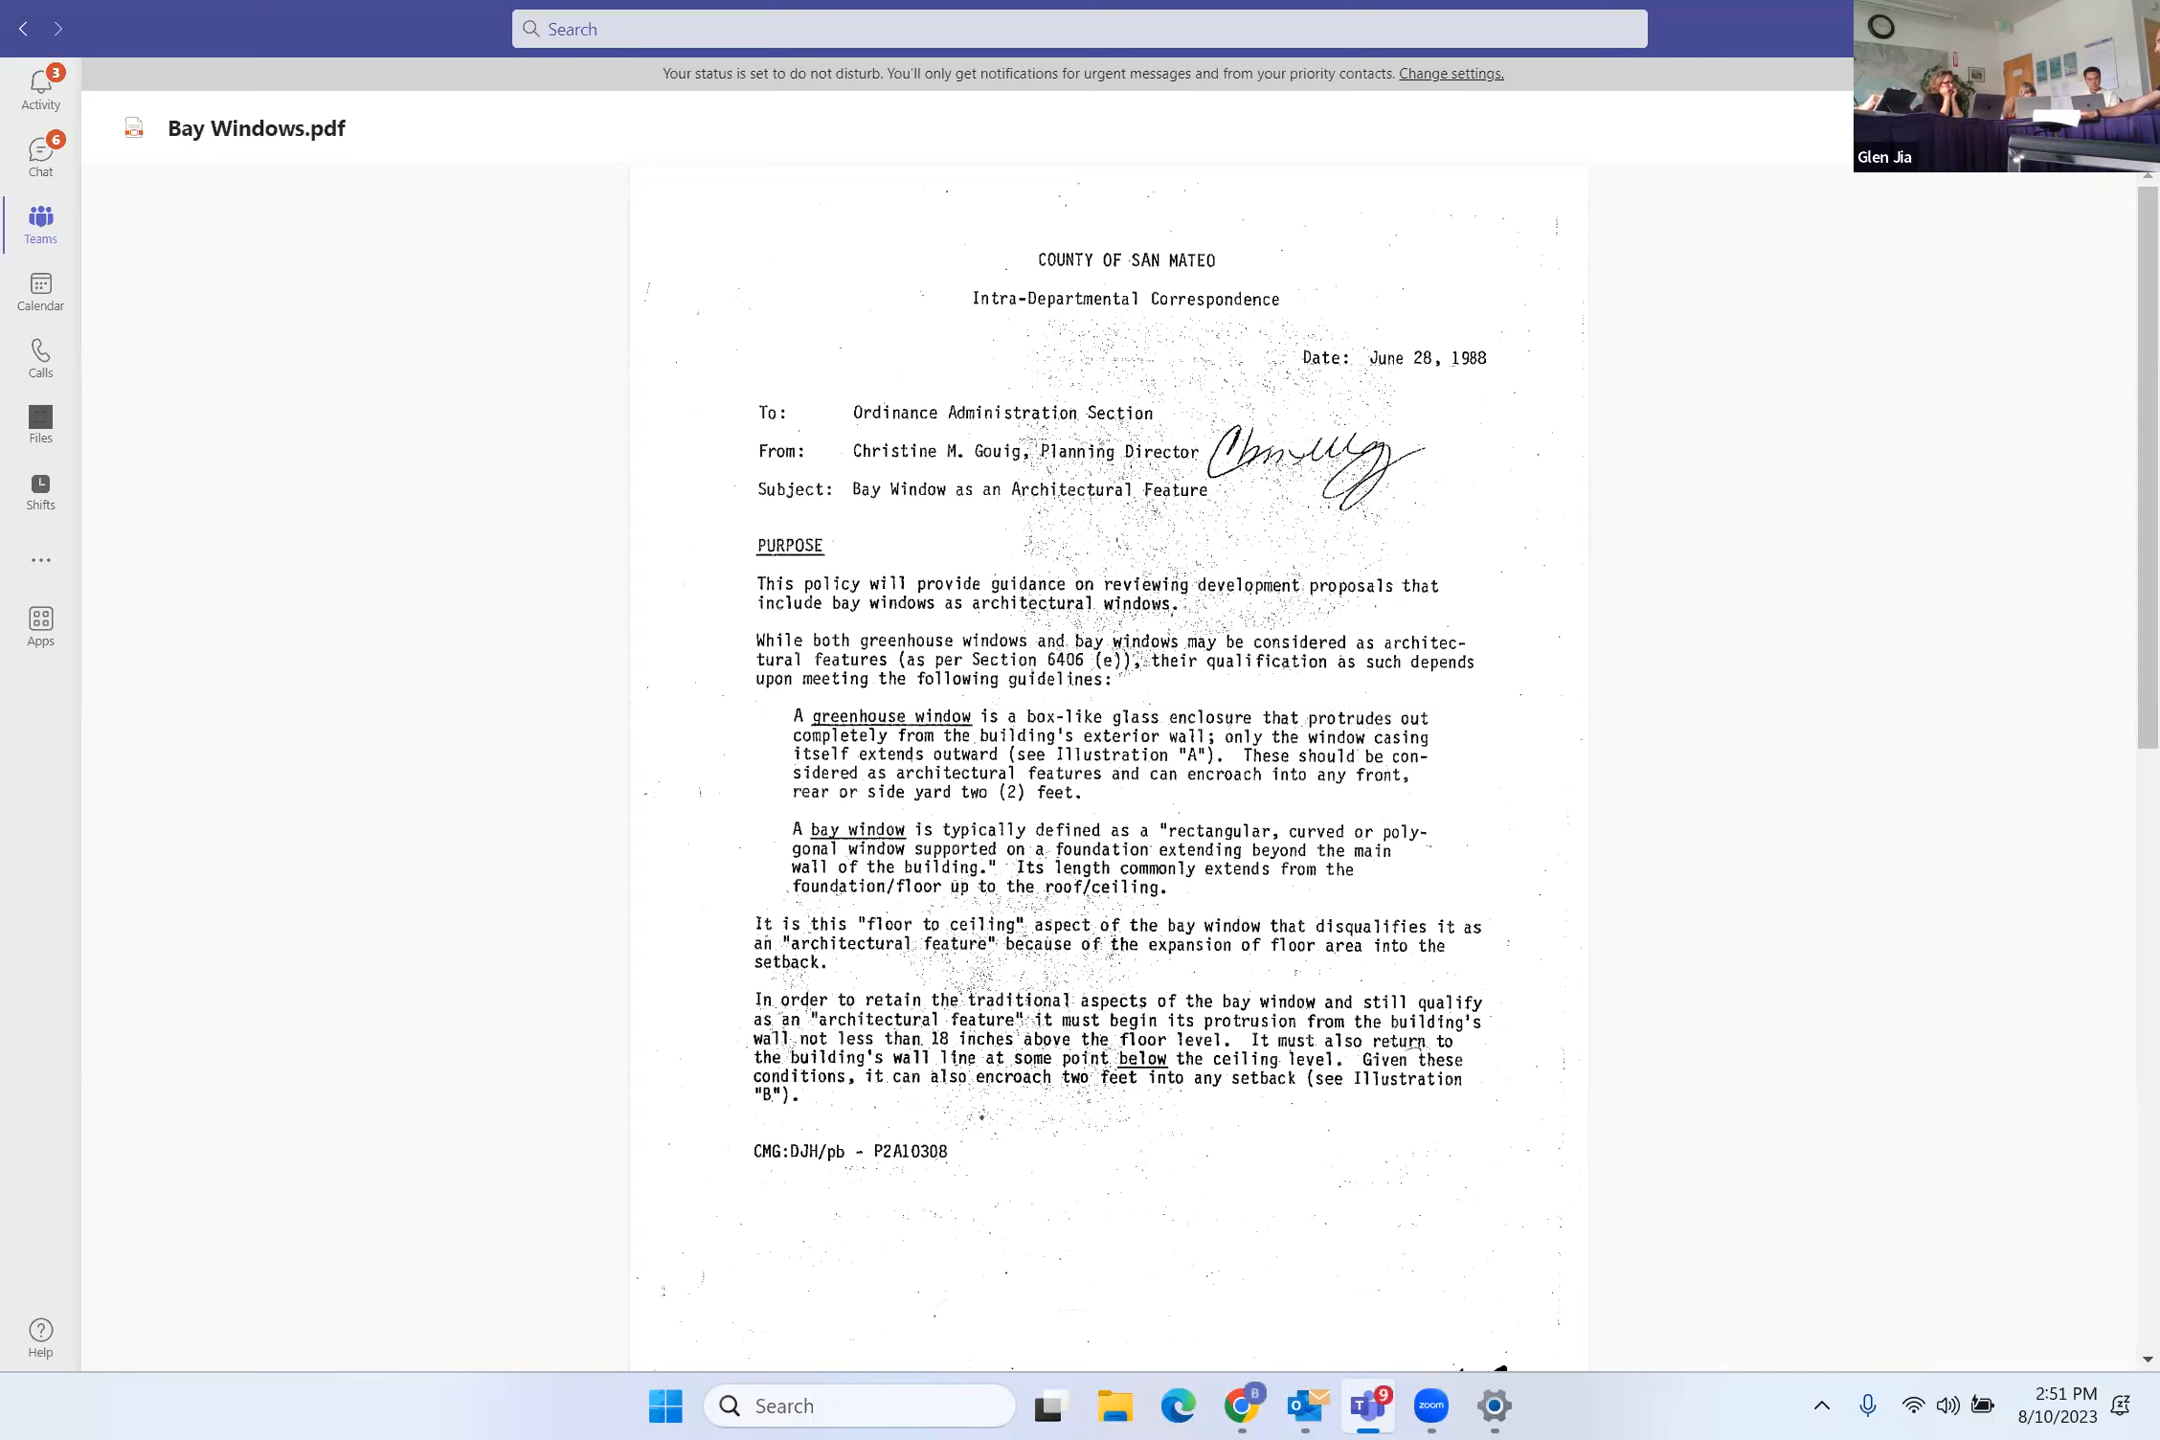 Search
Your status is set to do not disturb. You'll only get notifications for urgent messages and from your priority contacts. Change settings.
3
Activity
6
Chat
Teams
Calendar
Calls
Files
Shifts
Apps
Help
Bay Windows.pdf
Glen Jia
COUNTY OF SAN MATEO
Intra-Departmental Correspondence
Date: June 28, 1988
To: Ordinance Administration Section
From: Christine M. Gouig, Planning Director
Subject: Bay Window as an Architectural Feature
PURPOSE
This policy will provide guidance on reviewing development proposals that
include bay windows as architectural windows.
While both greenhouse windows and bay windows may be considered as architec-
tural features (as per Section 6406 (e)), their qualification as such depends
upon meeting the following guidelines:
A greenhouse window is a box-like glass enclosure that protrudes out
completely from the building's exterior wall; only the window casing
itself extends outward (see Illustration "A"). These should be con-
sidered as architectural features and can encroach into any front,
rear or side yard two (2) feet.
A bay window is typically defined as a "rectangular, curved or poly-
gonal window supported on a foundation extending beyond the main
wall of the building." Its length commonly extends from the
foundation/floor up to the roof/ceiling.
It is this "floor to ceiling" aspect of the bay window that disqualifies it as
an "architectural feature" because of the expansion of floor area into the
setback.
In order to retain the traditional aspects of the bay window and still qualify
as an "architectural feature" it must begin its protrusion from the building's
wall not less than 18 inches above the floor level. It must also return to
the building's wall line at some point below the ceiling level. Given these
conditions, it can also encroach two feet into any setback (see Illustration
"B").
CMG:DJH/pb - P2A10308
Search
B
9
zoom
2:51 PM
8/10/2023